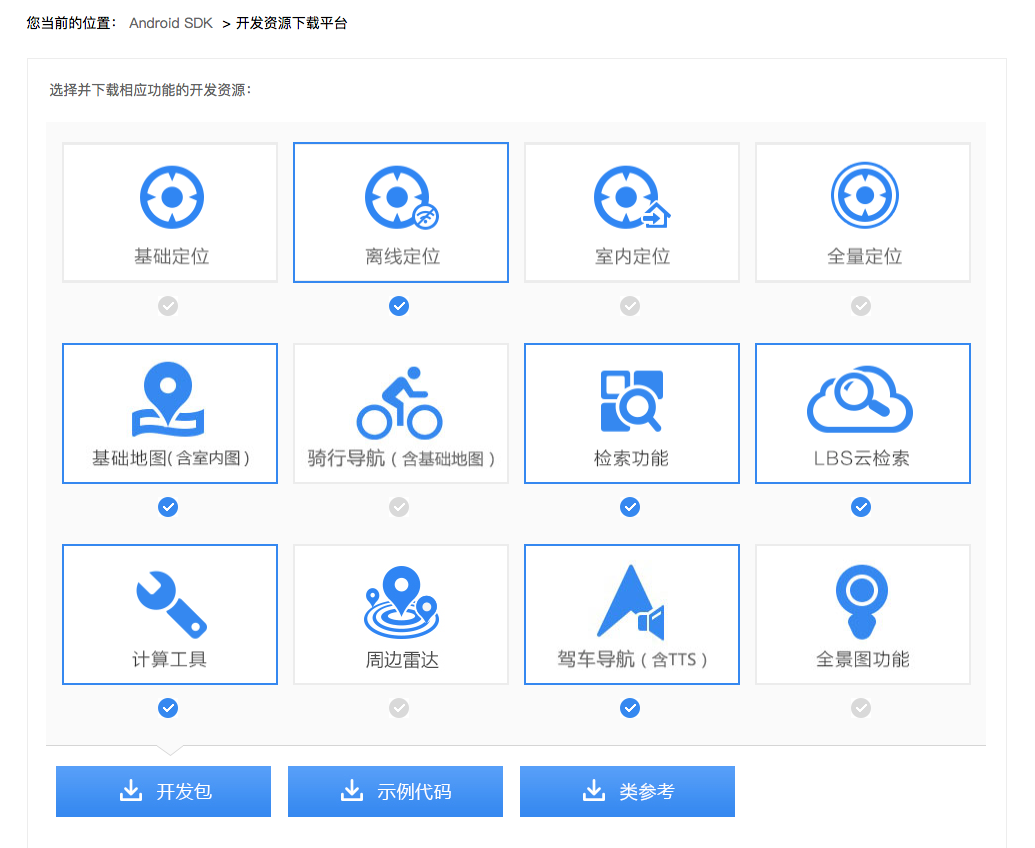 您当前的位置： Android SDK > 开发资源下载平台
选择并下载相应功能的开发资源：
基础定位
离线定位
室内定位
全量定位
基础地图(含室内图)
骑行导航(含基础地图)
检索功能
LBS云检索
计算工具
周边雷达
驾车导航(含TTS)
全景图功能
开发包
示例代码
类参考